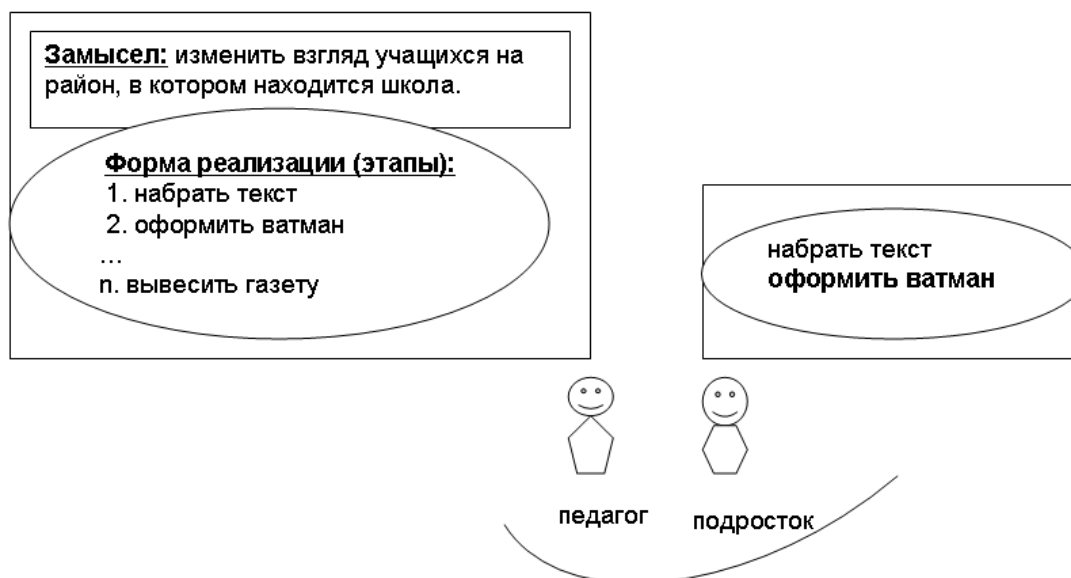 Замысел: изменить взгляд учащихся на
район, в котором находится школа.
Форма реализации (этапы):
1. набрать текст
2. оформить ватман
...
n. вывесить газету
набрать текст
оформить ватман
педагог
подросток